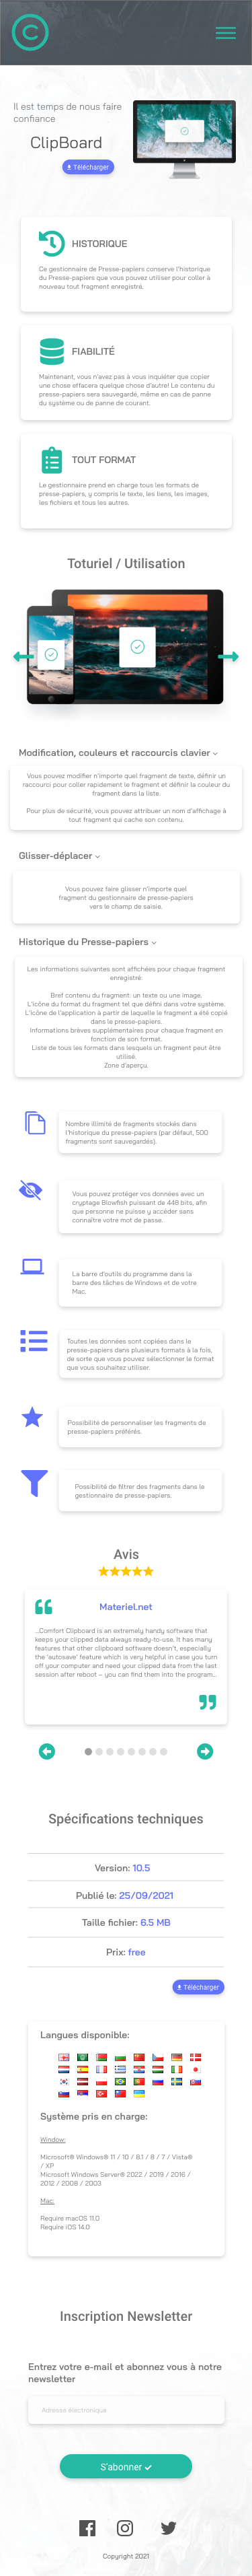 Il est temps de nous faire
confiance
ClipBoard
Télécharger
HISTORIQUE
Ce gestionnaire de Presse-papiers conserve l'historique
du Presse-papiers que vous pouvez utiliser pour coller à
nouveau tout fragment enregistré.
FIABILITÉ
Maintenant, vous n'avez pas à vous inquiéter que copier
une chose effacera quelque chose d'autre! Le contenu du
presse-papiers sera sauvegardé, même en cas de panne
du système ou de panne de courant.
TOUT FORMAT
Le gestionnaire prend en charge tous les formats de
presse-papiers, y compris le texte, les liens, les images,
les fichiers et tous les autres.
Toturiel / Utilisation
Modification, couleurs et raccourcis clavier
Vous pouvez modifier n'importe quel fragment de texte, définir un
raccourci pour coller rapidement le fragment et définir la couleur du
fragment dans la liste.
Pour plus de sécurité, vous pouvez attribuer un nom d'affichage à
tout fragment qui cache son contenu.
Glisser-déplacer
Vous pouvez faire glisser n'importe quel
fragment du gestionnaire de presse-papiers
vers le champ de saisie.
Historique du Presse-papiers
Les informations suivantes sont affichées pour chaque fragment
enregistré:
Bref contenu du fragment: un texte ou une image.
L'icône du format du fragment tel que défini dans votre système.
L'icône de l'application à partir de laquelle le fragment a été copié
dans le presse-papiers.
Informations brèves supplémentaires pour chaque fragment en
fonction de son format.
Liste de tous les formats dans lesquels un fragment peut être
utilisé.
Zone d'aperçu.
Nombre illimité de fragments stockés dans
l'historique du presse-papiers (par défaut, 500
fragments sont sauvegardés).
Vous pouvez protéger vos données avec un
cryptage Blowfish puissant de 448 bits, afin
que personne ne puisse y accéder sans
connaître votre mot de passe.
La barre d'outils du programme dans la
barre des tâches de Windows et de votre
Mac.
Toutes les données sont copiées dans le
presse-papiers dans plusieurs formats à la fois,
de sorte que vous pouvez sélectionner le format
que vous souhaitez utiliser.
Possibilité de personnaliser les fragments de
presse-papiers préférés.
Possibilité de filtrer des fragments dans le
gestionnaire de presse-papiers.
Avis
Materiel.net
...Comfort Clipboard is an extremely handy software that
keeps your clipped data always ready-to-use. It has many
features that other clipboard software doesn't, especially
the 'autosave' feature which is very helpful in case you turn
off your computer and need your clipped data from the last
session after reboot – you can find them into the program...
Spécifications techniques
Version: 10.5
Publié le: 25/09/2021
Taille fichier: 6.5 MB
Prix: free
Télécharger
Langues disponible:
Système pris en charge:
Window:
Microsoft® Windows® 11 / 10 / 8.1 / 8 / 7 / Vista®
/ XP
Microsoft Windows Server® 2022 / 2019 / 2016 /
2012 / 2008 / 2003
Mac:
Require macOS 11.0
Require iOS 14.0
Inscription Newsletter
Entrez votre e-mail et abonnez vous à notre
newsletter
Adresse électronique
S'abonner
Copyright 2021